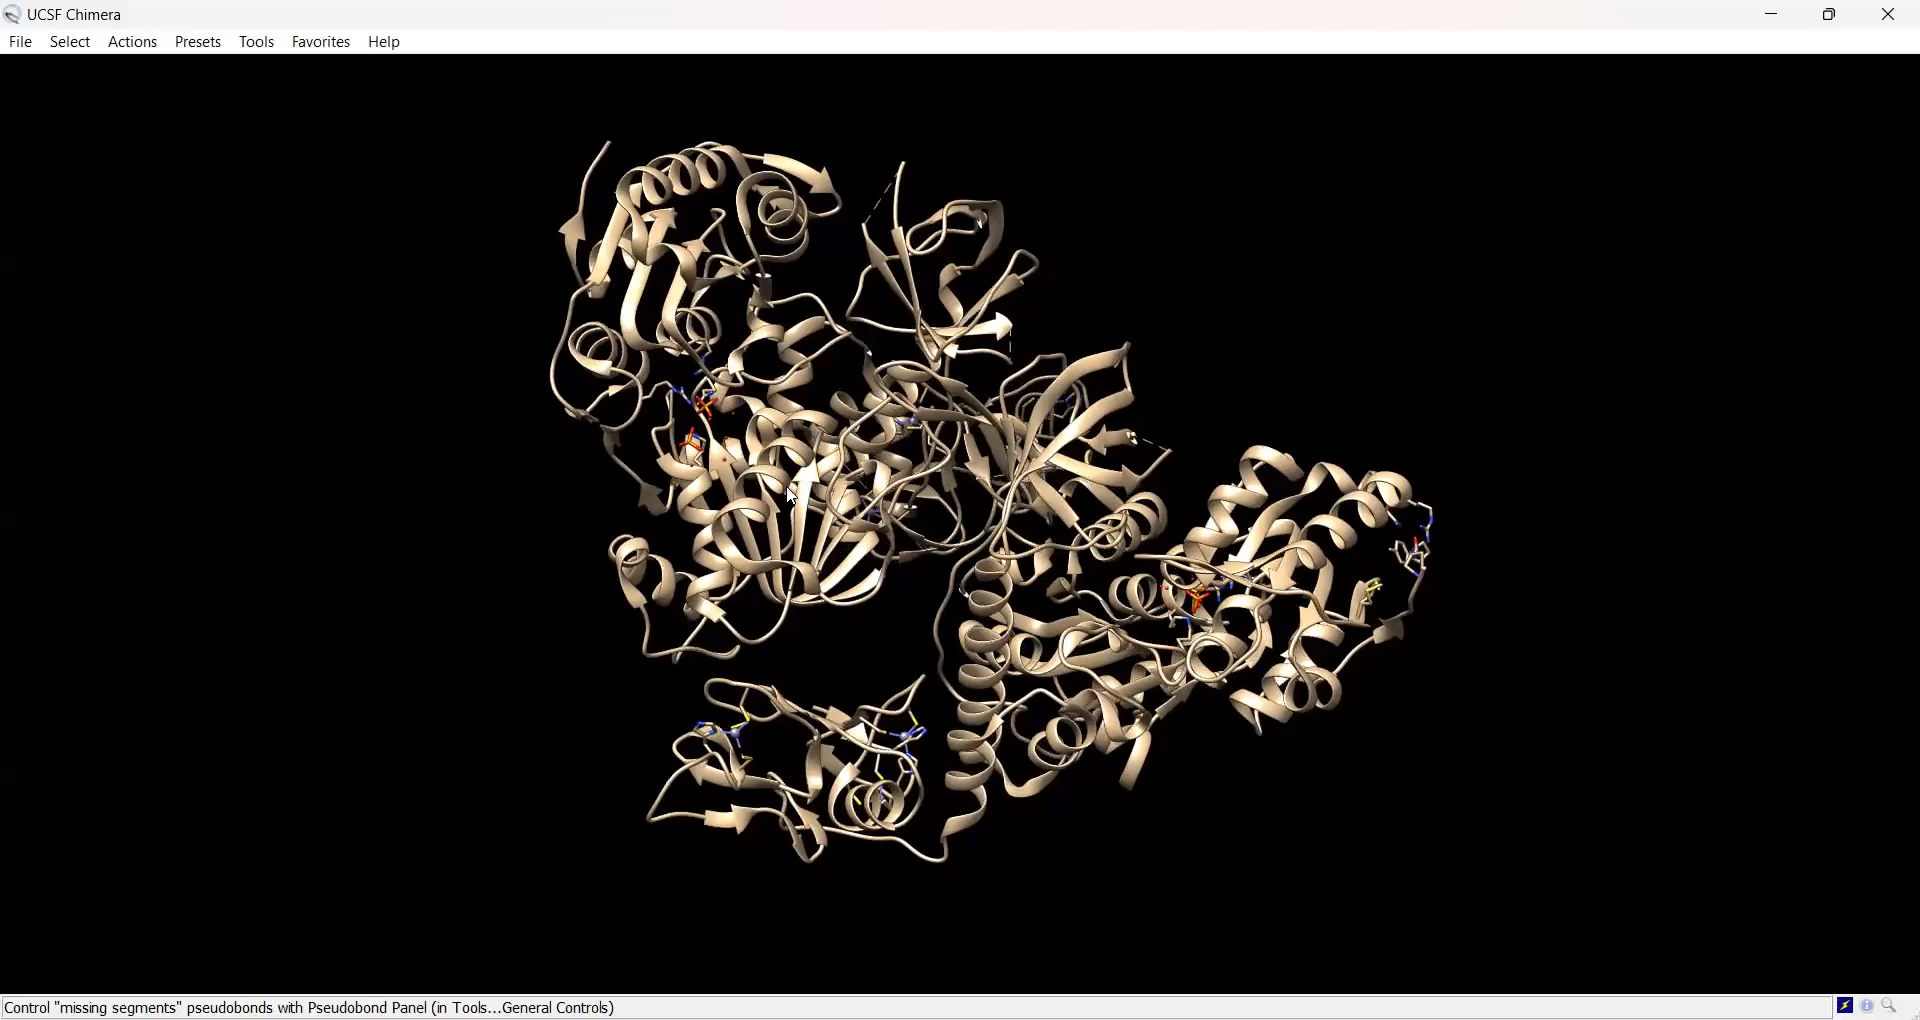 UCSF Chimera
File Select Actions Presets Tools Favorites Help
Control "missing segments" pseudobonds with Pseudobond Panel (in Tools...General Controls)